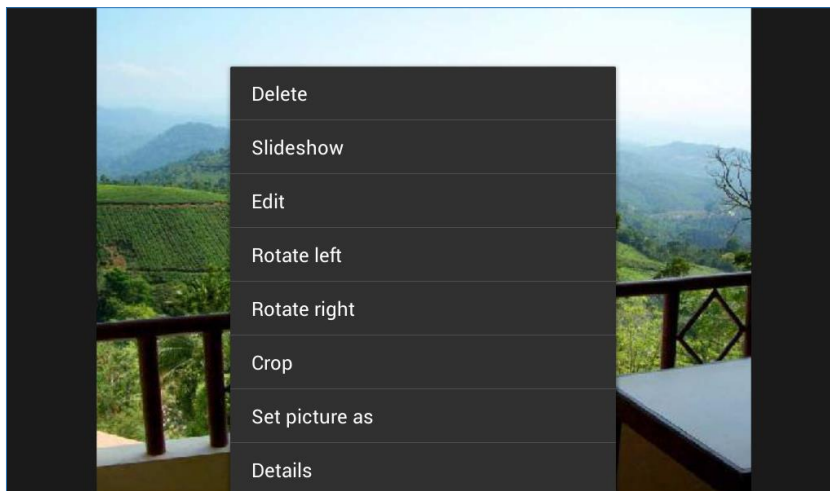 Delete
Slideshow
Edit
Rotate left
Rotate right
Crop
Set picture as
Details